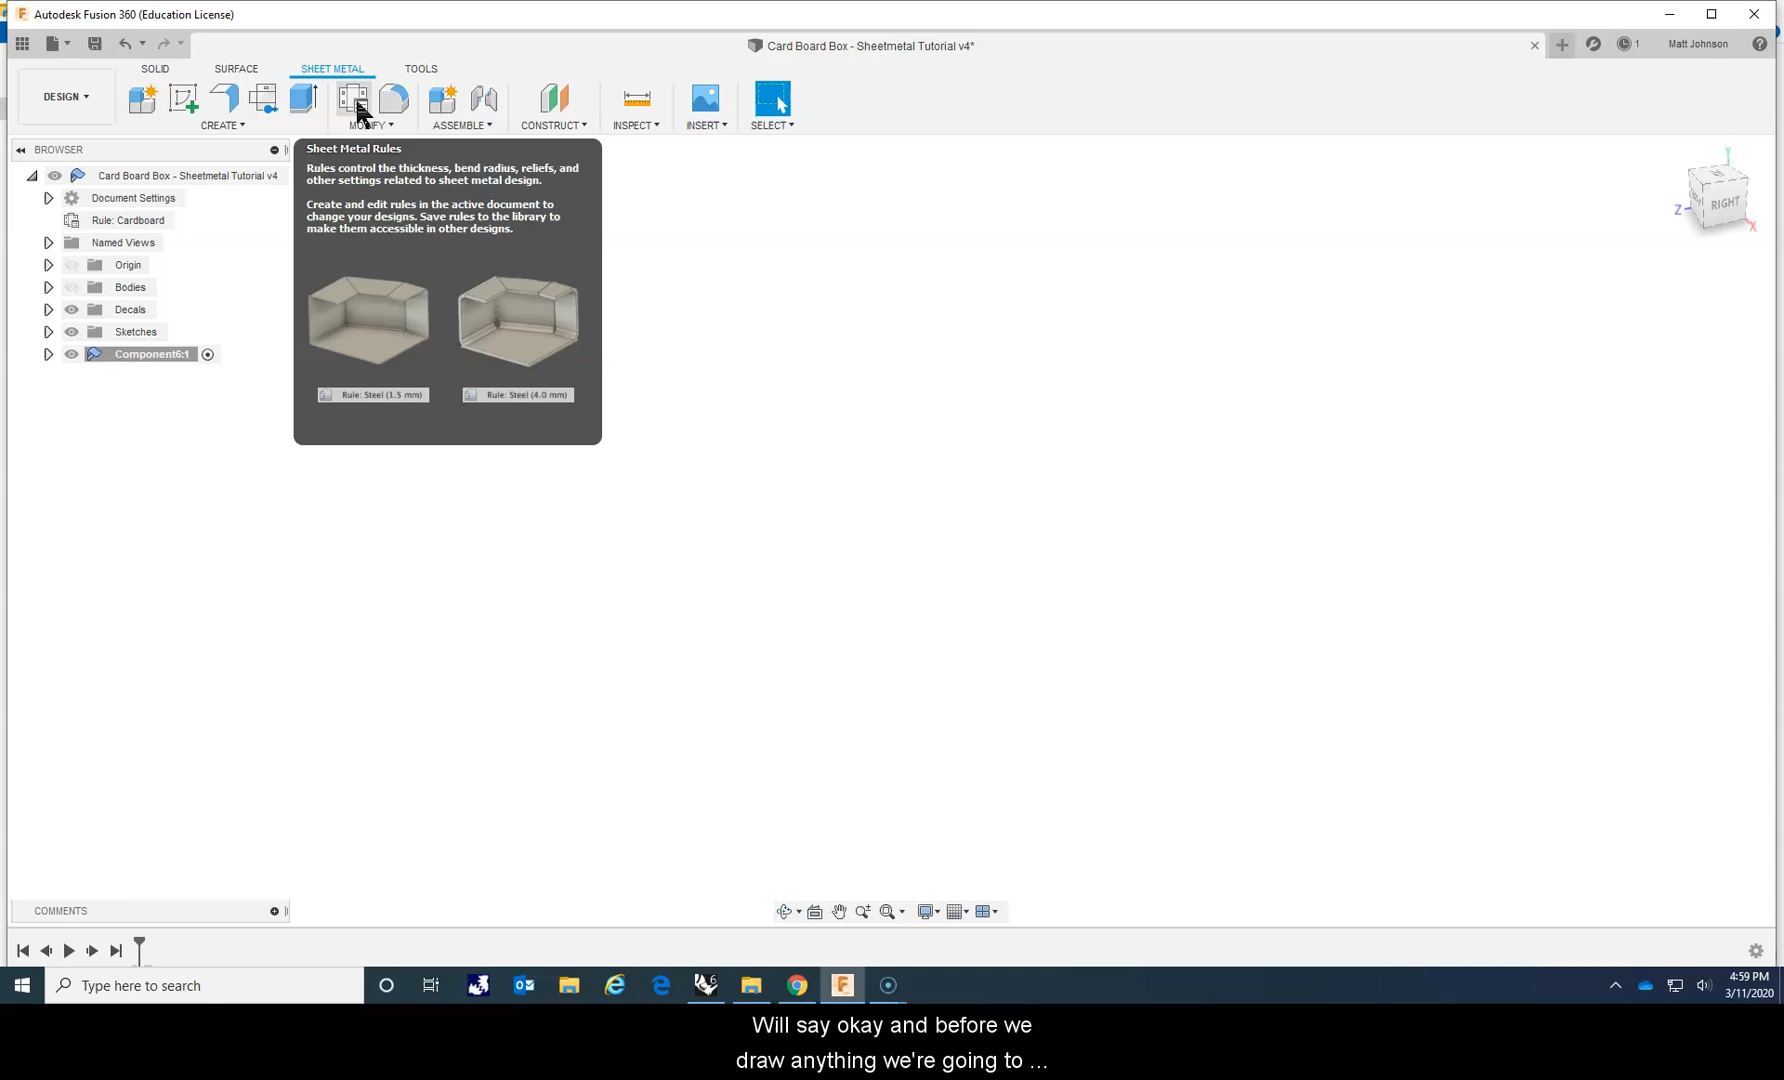 Autodesk Fusion 360 (Education License)
Card Board Box - Sheetmetal Tutorial v4*
1
Matt Johnson
SOLID
SURFACE
SHEET METAL
TOOLS
DESIGN
CREATE
MODIFY
ASSEMBLE
CONSTRUCT
INSPECT
INSERT
SELECT
BROWSER
Card Board Box - Sheetmetal Tutorial v4
Document Settings
Rule: Cardboard
Named Views
Origin
Bodies
Decals
Sketches
Component6:1
Sheet Metal Rules
Rules control the thickness, bend radius, reliefs, and
other settings related to sheet metal design.
Create and edit rules in the active document to
change your designs. Save rules to the library to
make them accessible in other designs.
Rule: Steel (1.5 mm)
Rule: Steel (4.0 mm)
Y
RIGHT
Z
X
COMMENTS
Type here to search
4:59 PM
3/11/2020
Will say okay and before we
draw anything we're going to ...